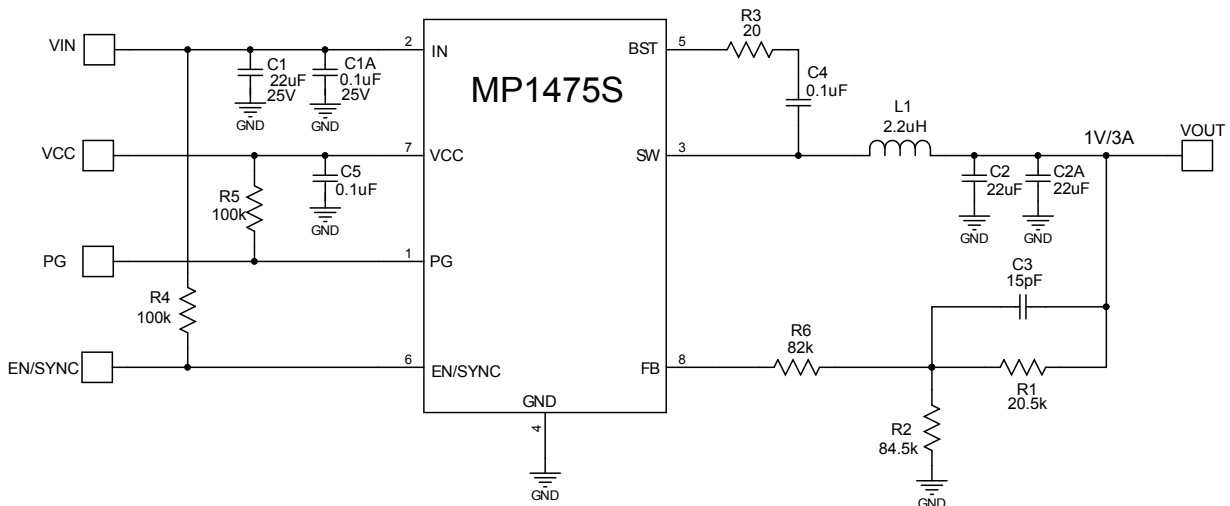 VIN
2
IN
C1
22uF
25V
GND
C1A
0.1uF
25V
GND
VCC
7
VCC
C5
0.1uF
GND
R5
100k
PG
1
PG
R4
100k
EN/SYNC
6
EN/SYNC
MP1475S
GND
4
GND
BST
5
R3
20
C4
0.1uF
SW
3
L1
2.2uH
1V/3A
VOUT
C2
22uF
GND
C2A
22uF
GND
C3
15pF
FB
8
R6
82k
R1
20.5k
R2
84.5k
GND